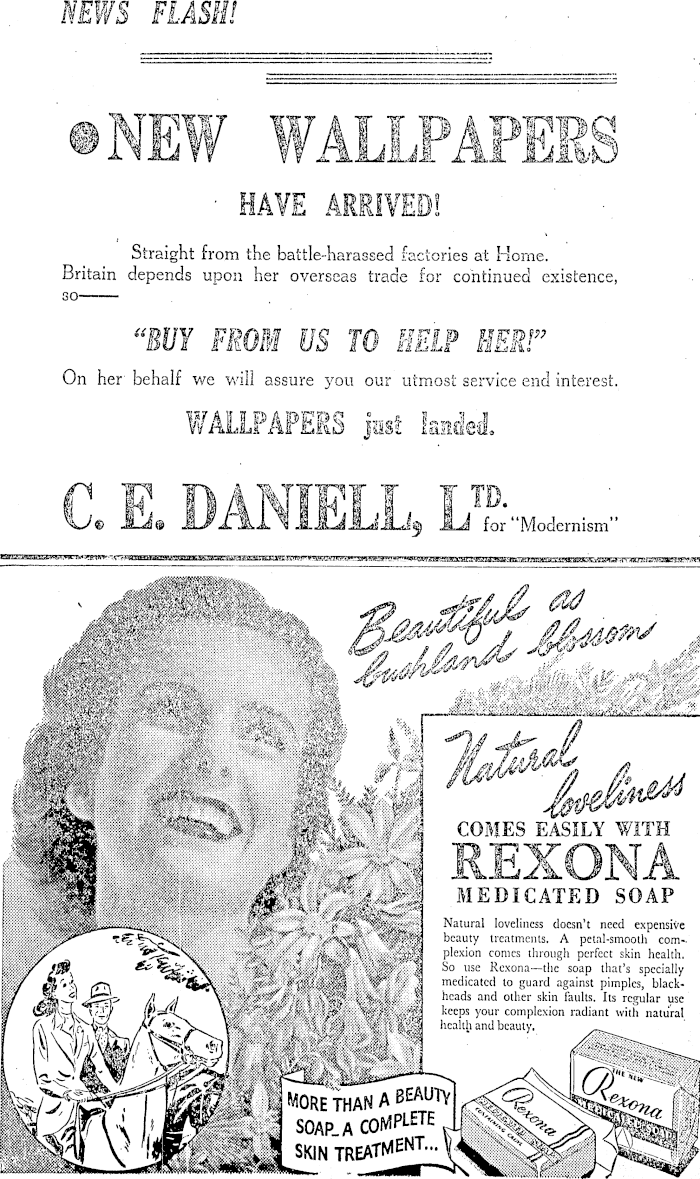 NEWS FLASH!
NEW WALLPAPERS
HAVE ARRIVED!
Straight from the battle-harassed factories at Home.
Britain depends upon her overseas trade for continued existence,
so—
"BUY FROM US TO HELP HER!"
On her behalf we will assure you our utmost service end interest.
WALLPAPERS just landed.
C. E. DANIELL, LTD.
for "Modernism"
Beautiful as
bushland blossom
Natural
loveliness
COMES EASILY WITH
REXONA
MEDICATED SOAP
Natural loveliness doesn't need expensive
beauty treatments. A petal-smooth com-
plexion comes through perfect skin health.
So use Rexona—the soap that's specially
medicated to guard against pimples, black-
heads and other skin faults. Its regular use
keeps your complexion radiant with natural
health and beauty.
MORE THAN A BEAUTY
SOAP—A COMPLETE
SKIN TREATMENT...
Rexona
THE NEW
Rexona